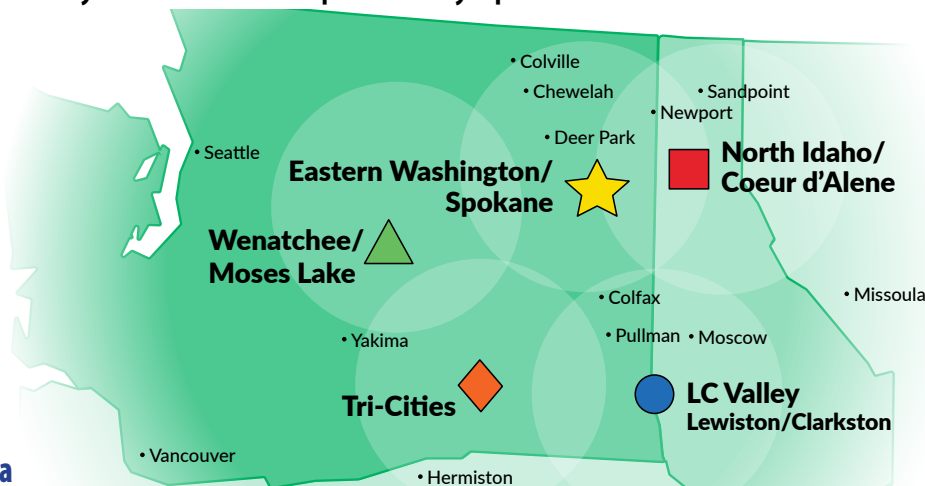 • Colville
• Chewelah
• Sandpoint
• Newport
• Deer Park
• Seattle
North Idaho/
Coeur d’Alene
Eastern Washington/
Spokane
Wenatchee/
Moses Lake
• Colfax
• Missoula
• Pullman
• Moscow
• Yakima
LC Valley
Lewiston/Clarkston
Tri-Cities
• Vancouver
a
• Hermiston